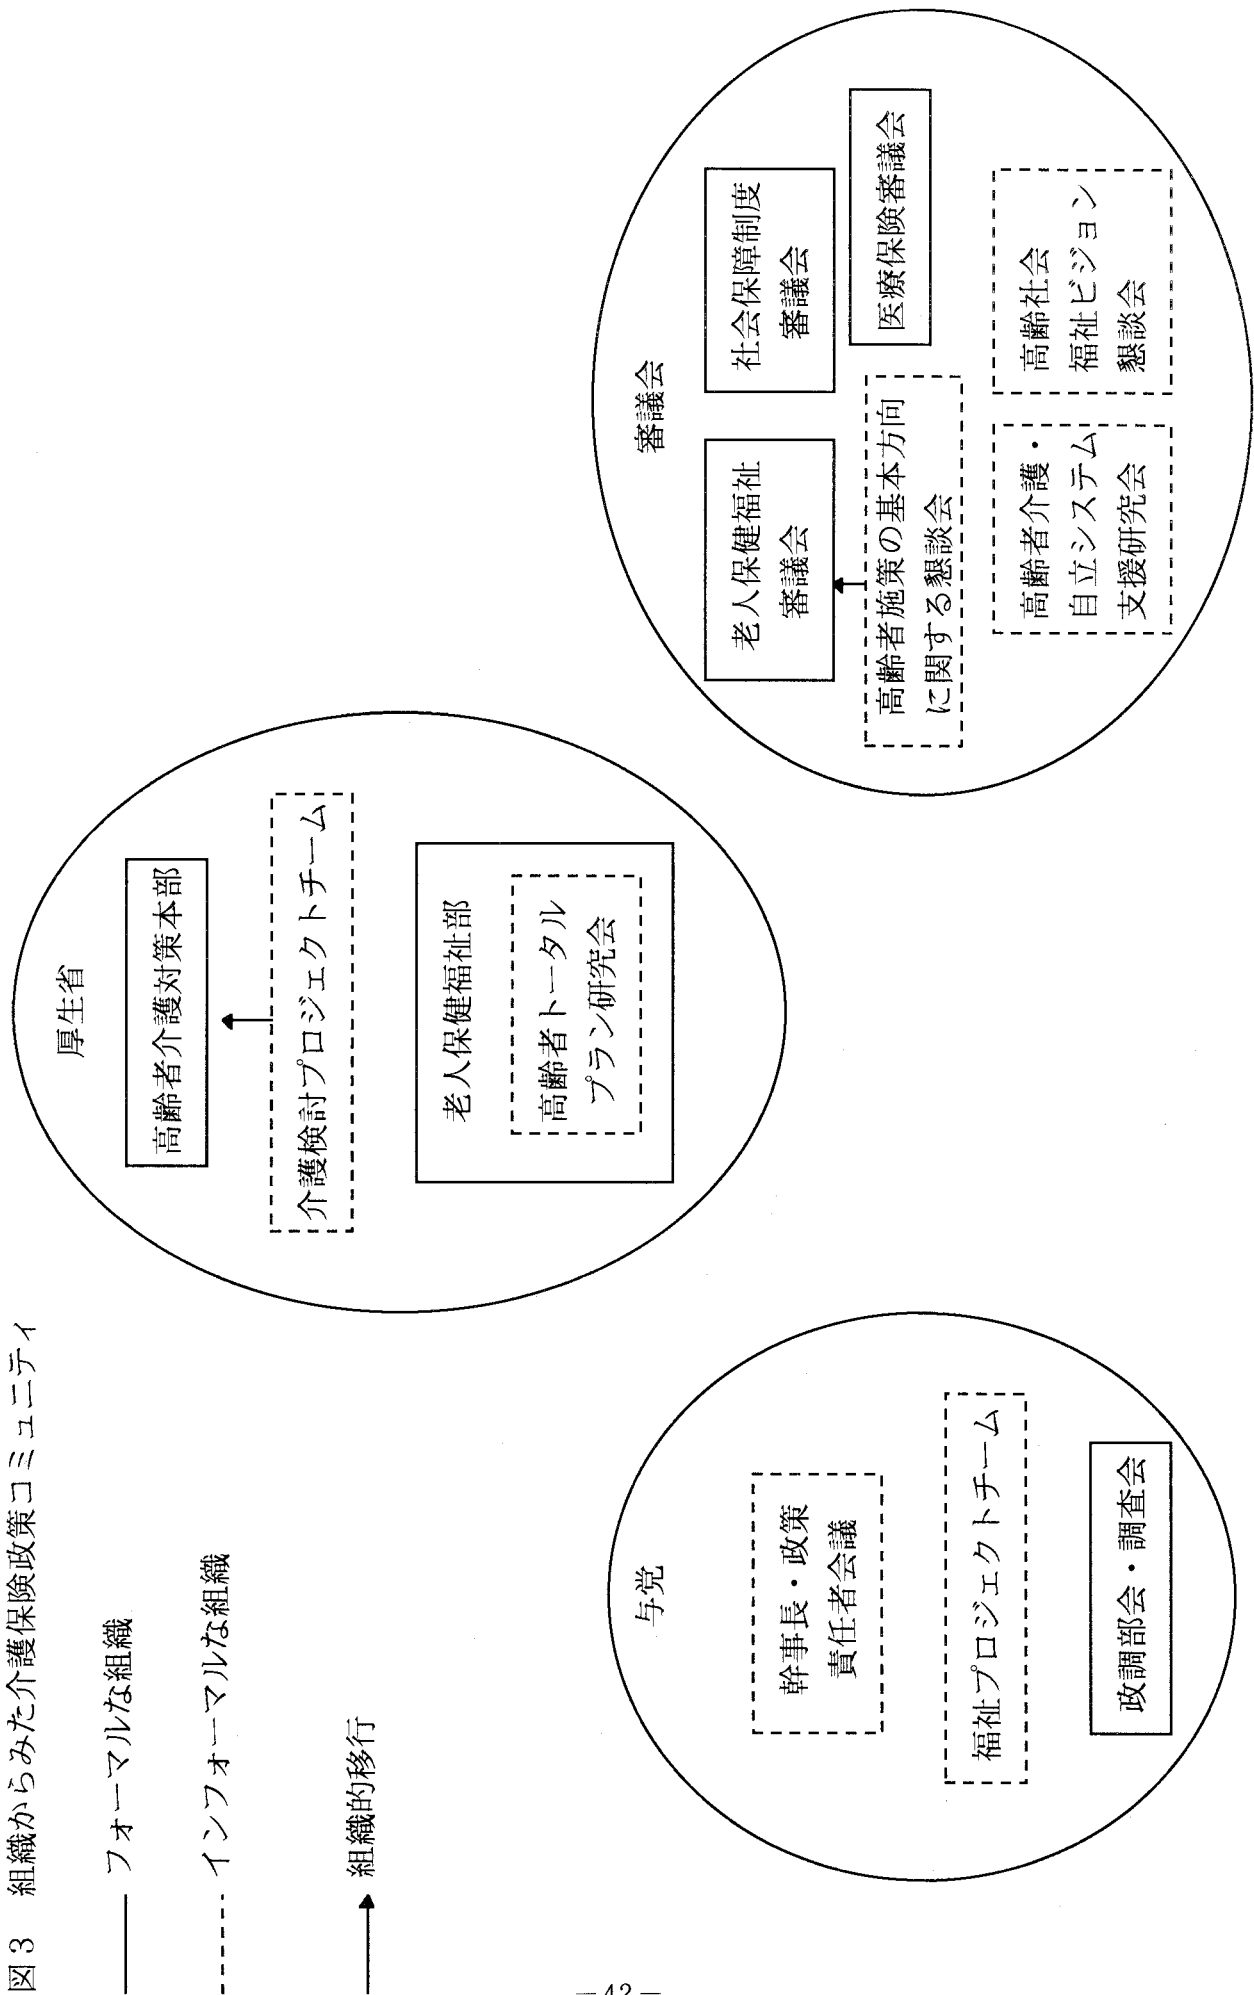 図3 組織からみた介護保険政策コミュニティ
フォーマルな組織
インフォーマルな組織
組織的移行
厚生省
高齢者介護対策本部
介護検討プロジェクトチーム
老人保健福祉部
高齢者トータル
プラン研究会
与党
幹事長・政策
責任者会議
福祉プロジェクトチーム
政調部会・調査会
審議会
老人保健福祉
審議会
社会保障制度
審議会
医療保険審議会
高齢者施策の基本方向
に関する懇談会
高齢者介護・
自立システム
支援研究会
高齢社会
福祉ビジョン
懇談会
－42－